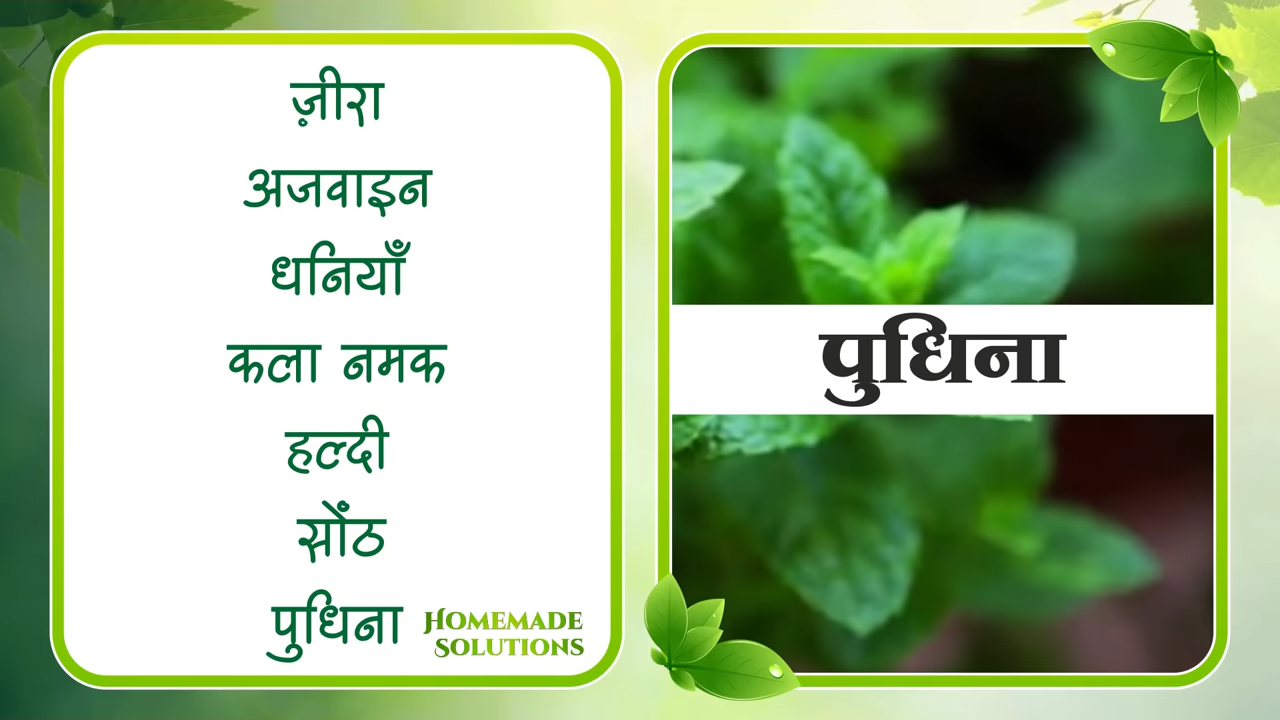 ज़ीरा
अजवाइन
धनियाँ
कला नमक
हल्दी
सोंठ
पुधिना
HOMEMADE
SOLUTIONS
पुधिना